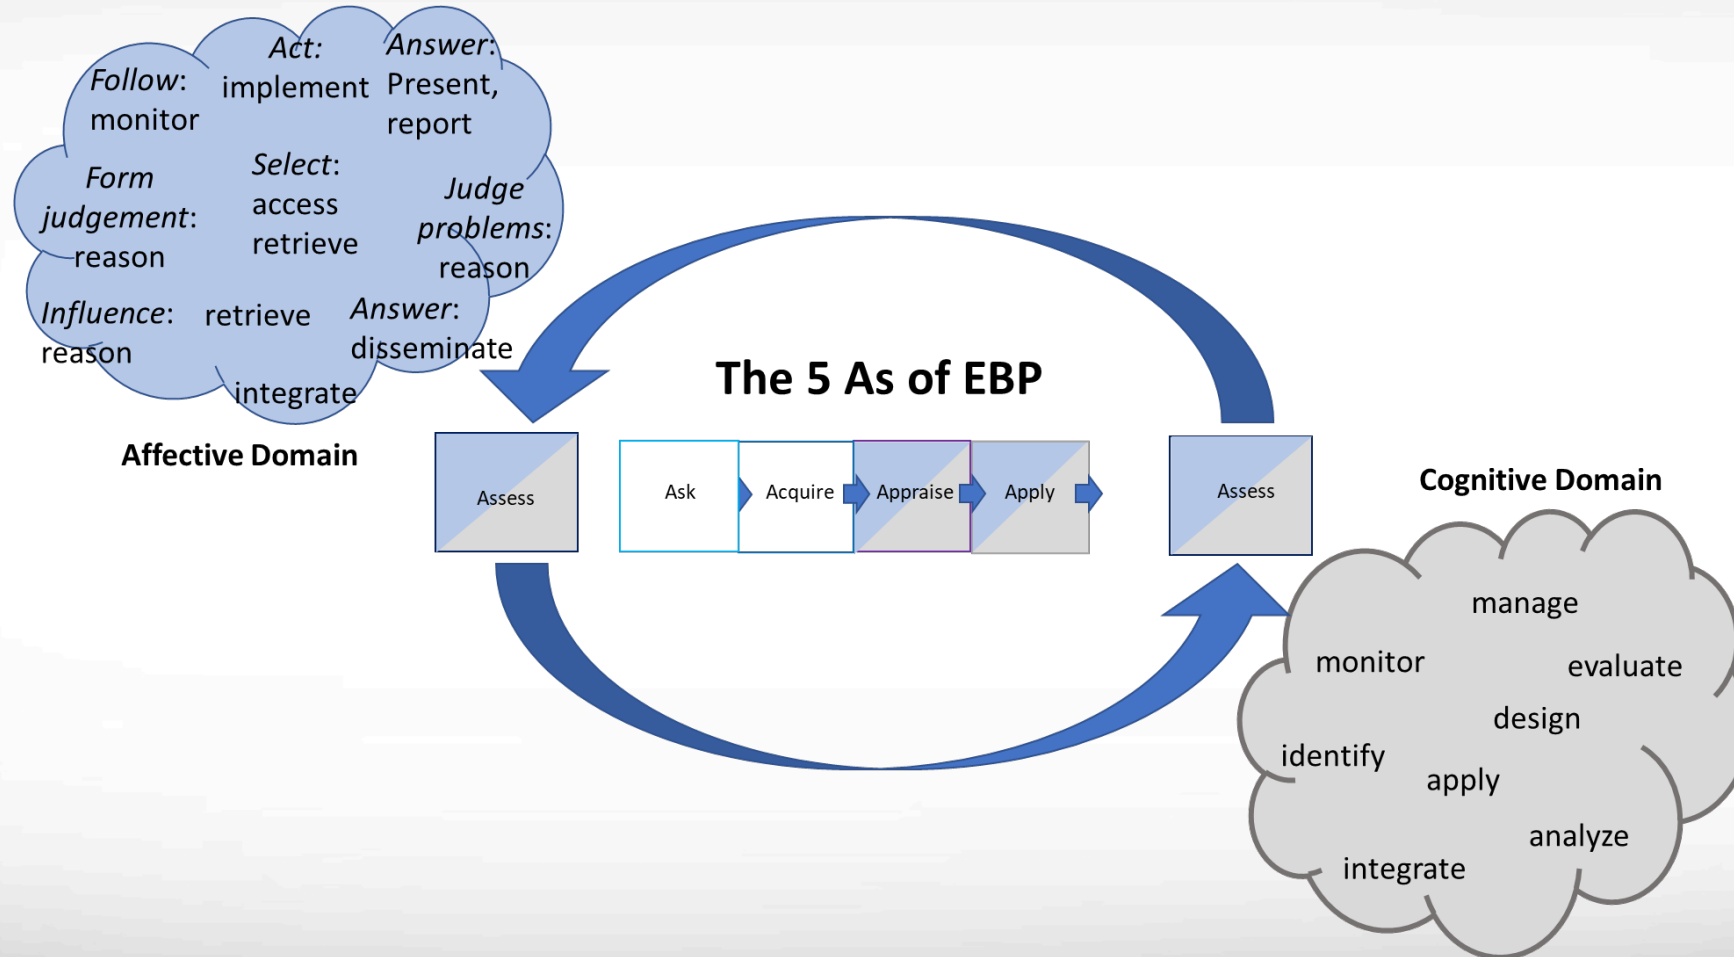 Follow:
monitor
Act:
implement
Answer:
Present,
report
Form
judgement:
reason
Select:
access
retrieve
Judge
problems:
reason
Influence:
reason
retrieve
Answer:
disseminate
integrate
Affective Domain
The 5 As of EBP
Assess
Ask
Acquire
Appraise
Apply
Assess
Cognitive Domain
manage
monitor
evaluate
design
identify
apply
analyze
integrate